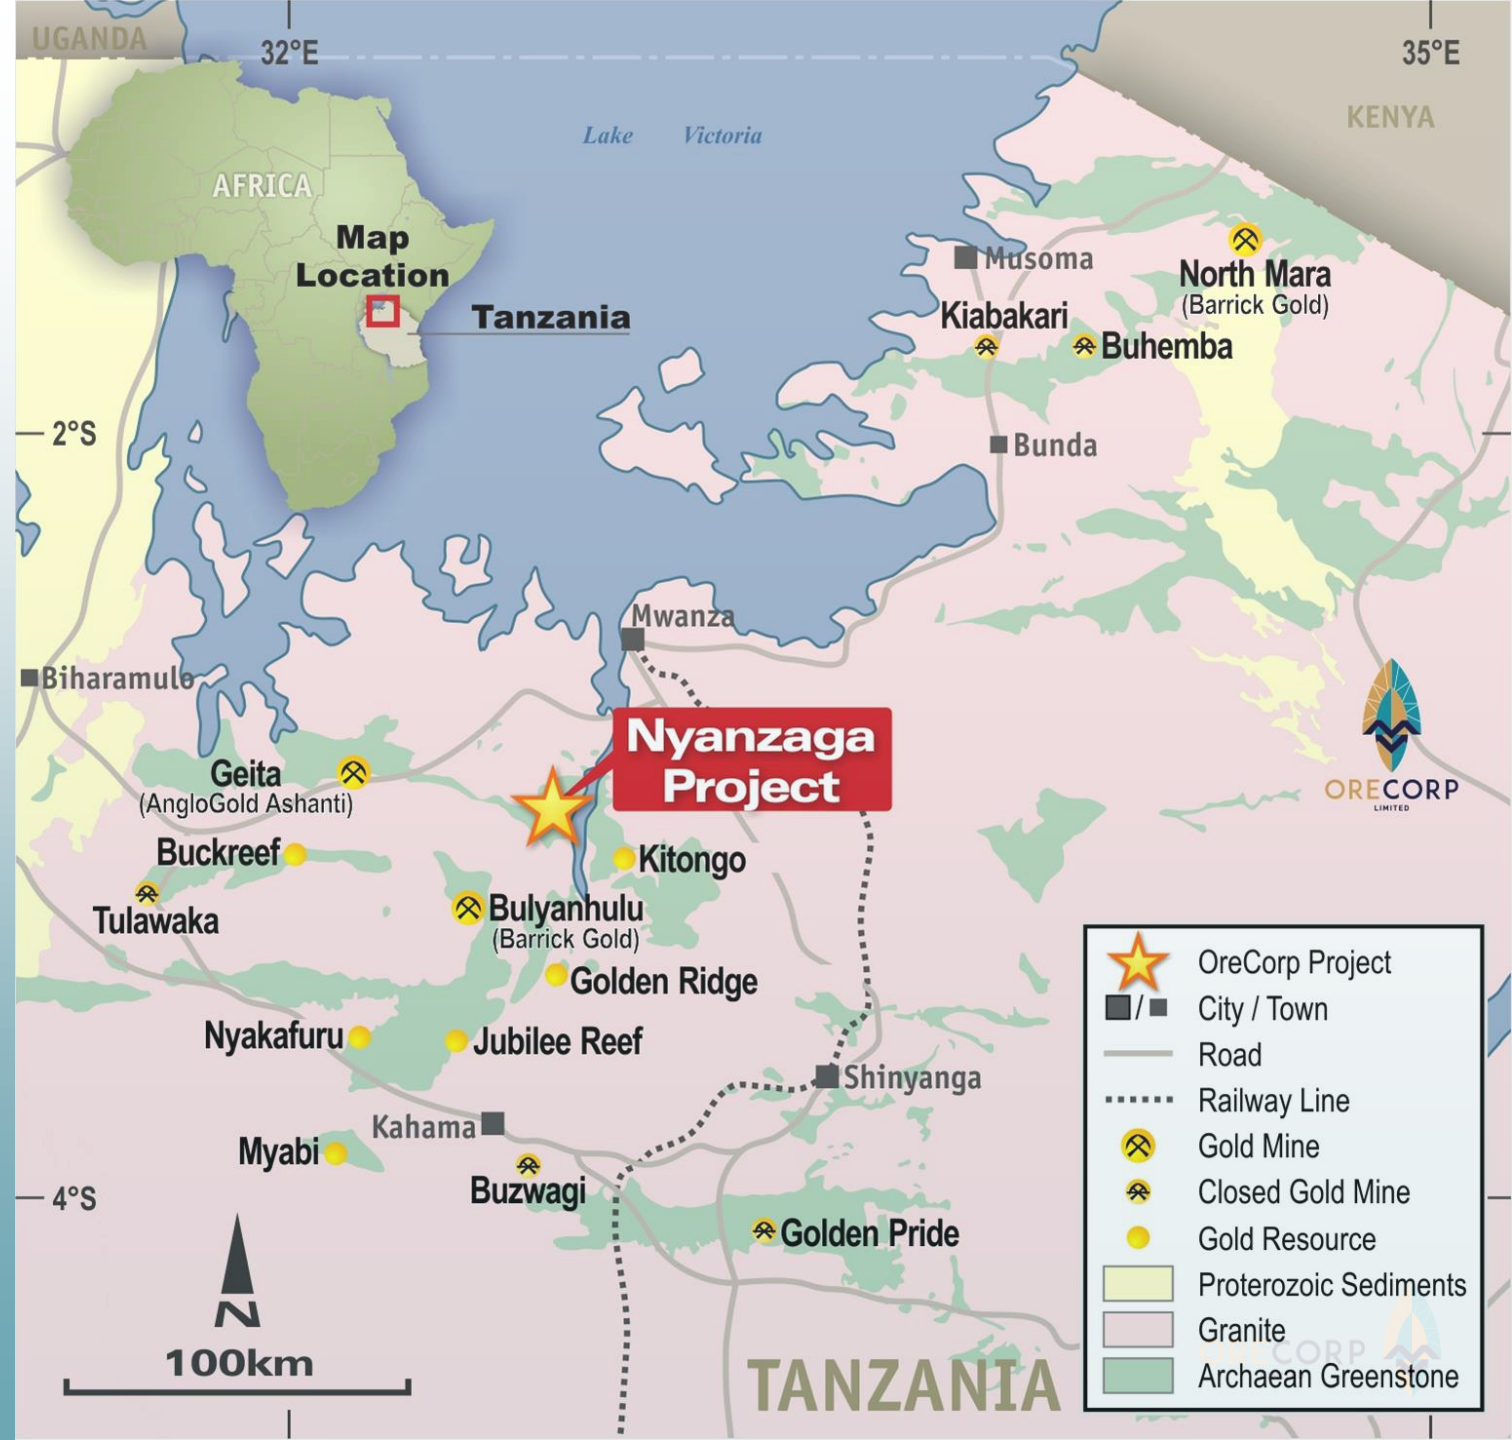 UGANDA
32°E
35°E
KENYA
Lake Victoria
AFRICA
Map
Location
Tanzania
Musoma
North Mara
(Barrick Gold)
Kiabakari
Buhemba
2°S
Bunda
Mwanza
Biharamulo
Nyanzaga
Project
Geita
(AngloGold Ashanti)
ORECORP
LIMITED
Buckreef
Kitongo
Tulawaka
Bulyanhulu
(Barrick Gold)
Golden Ridge
Nyakafuru
Jubilee Reef
Shinyanga
Kahama
Myabi
Buzwagi
4°S
Golden Pride
N
100km
TANZANIA
OreCorp Project
/ City / Town
Road
Railway Line
Gold Mine
Closed Gold Mine
Gold Resource
Proterozoic Sediments
Granite
ORECORP
Archaean Greenstone